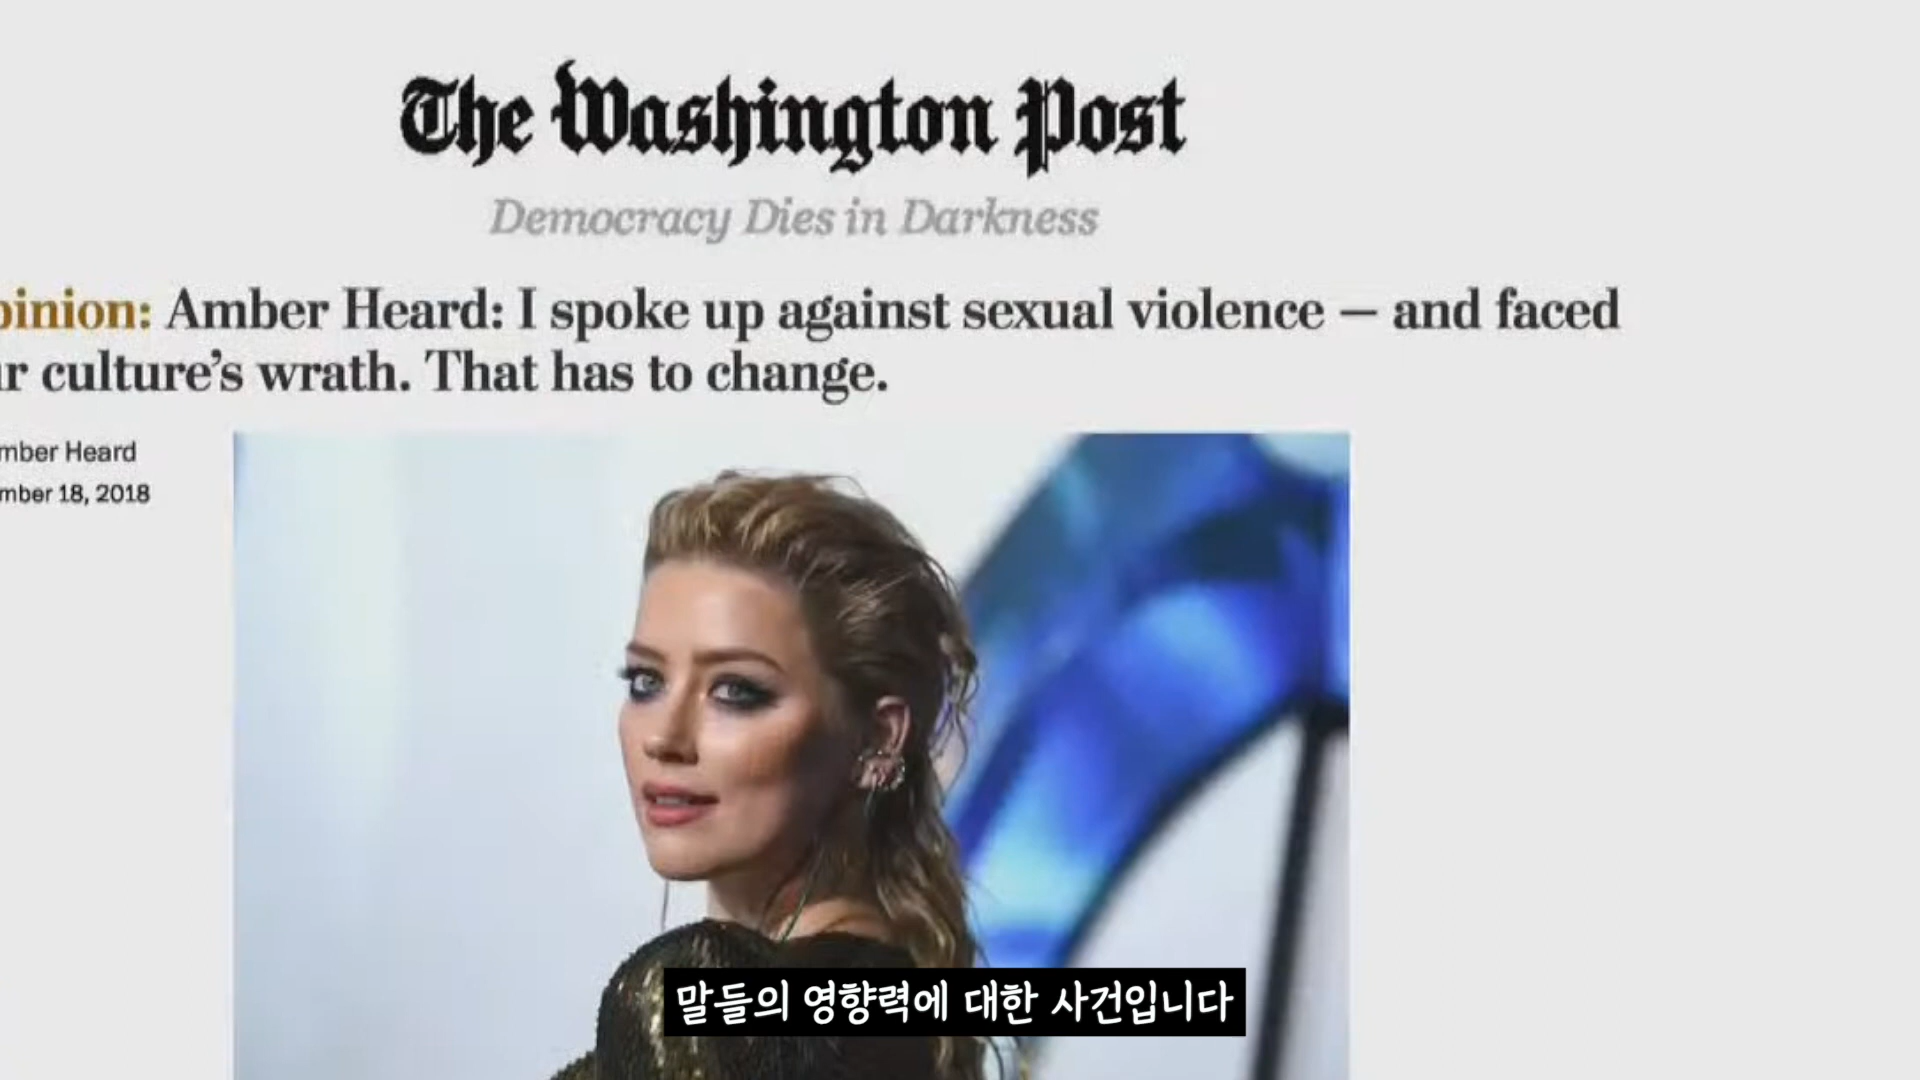 The Washington Post
Democracy Dies in Darkness
pinion: Amber Heard: I spoke up against sexual violence — and faced
ur culture's wrath. That has to change.
mber Heard
mber 18, 2018
말들의 영향력에 대한 사건입니다